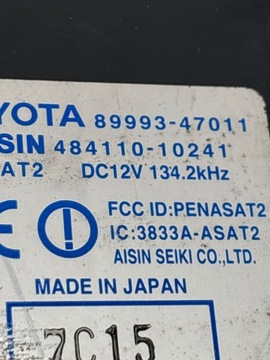 YOTA 89993-47011
SIN 484110-10241
AT2 DC12V 134.2kHz
CE
FCC ID:PENASAT2
IC:3833A-ASAT2
AISIN SEIKI CO.,LTD.
MADE IN JAPAN
7C15